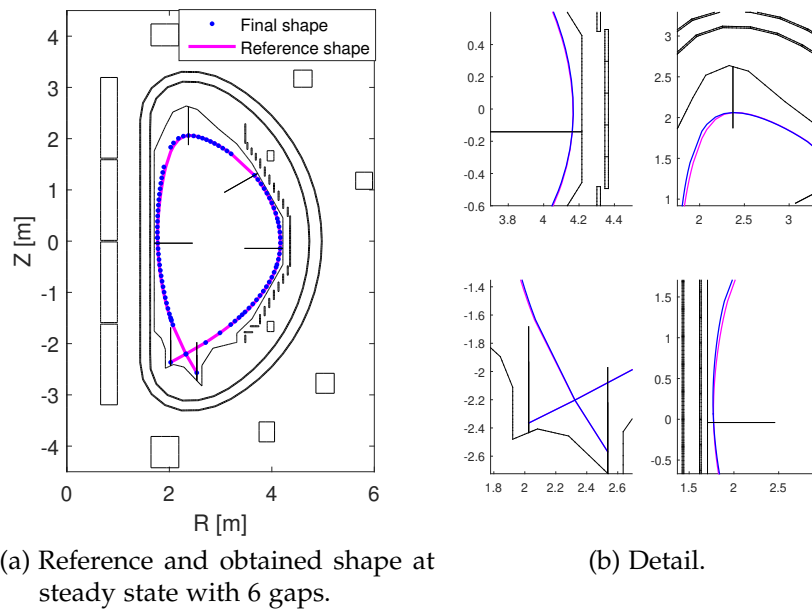 Final shape
Reference shape
4
3
2
1
0
-1
-2
-3
-4
Z [m]
0 2 4 6
R [m]
0.4
0.2
0
-0.2
-0.4
-0.6
3.8 4 4.2 4.4
3
2.5
2
1.5
1
2 2.5 3
-1.4
-1.6
-1.8
-2
-2.2
-2.4
-2.6
1.8 2 2.2 2.4 2.6
1.5
1
0.5
0
-0.5
1.5 2 2.5
(a) Reference and obtained shape at
steady state with 6 gaps.
(b) Detail.